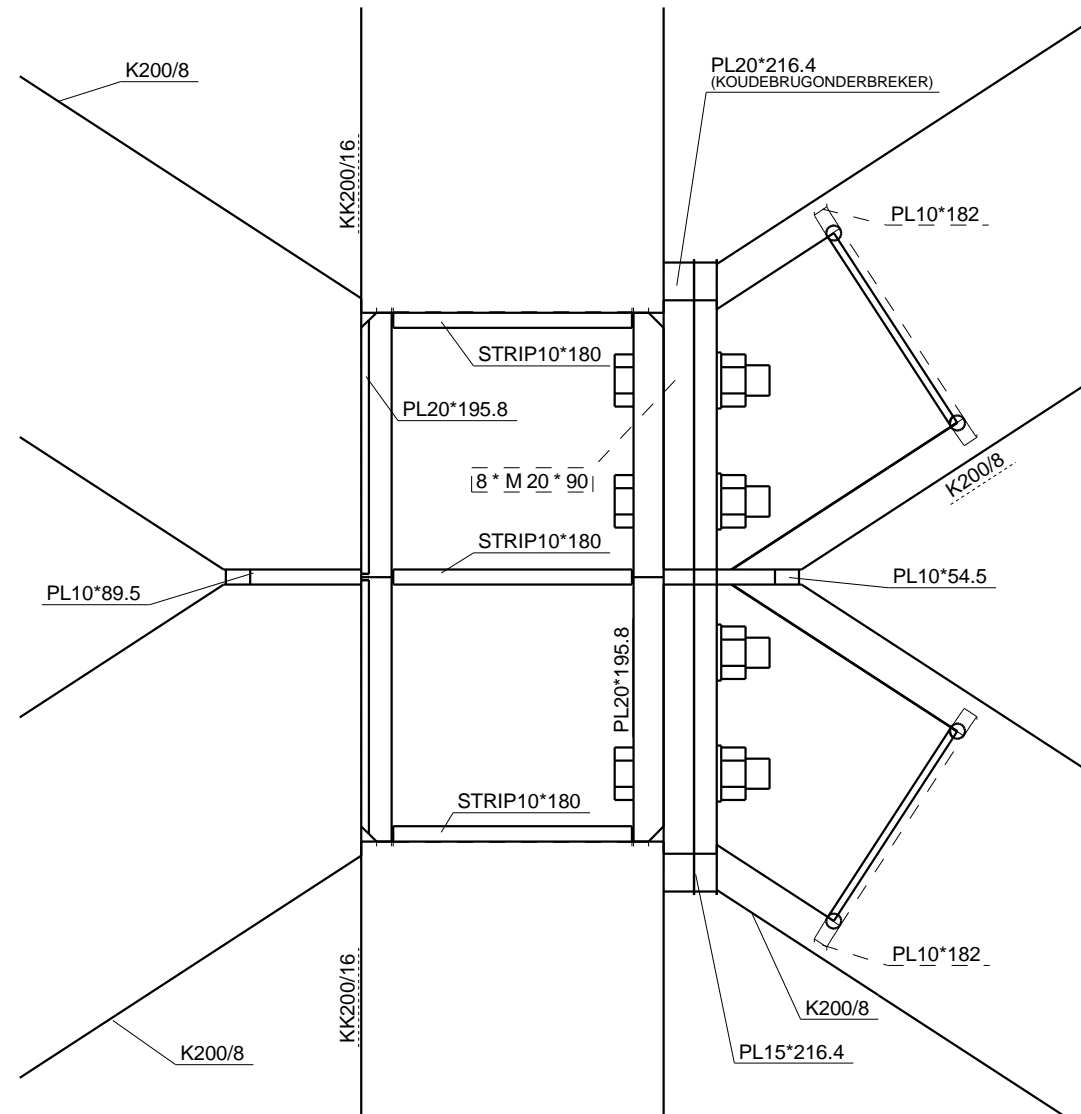 K200/8
PL20*216.4
(KOUDEBRUGONDERBREKER)
KK200/16
PL10*182
STRIP10*180
PL20*195.8
8 * M 20 * 90
K200/8
STRIP10*180
PL10*89.5
PL10*54.5
PL20*195.8
STRIP10*180
PL10*182
KK200/16
K200/8
K200/8
PL15*216.4